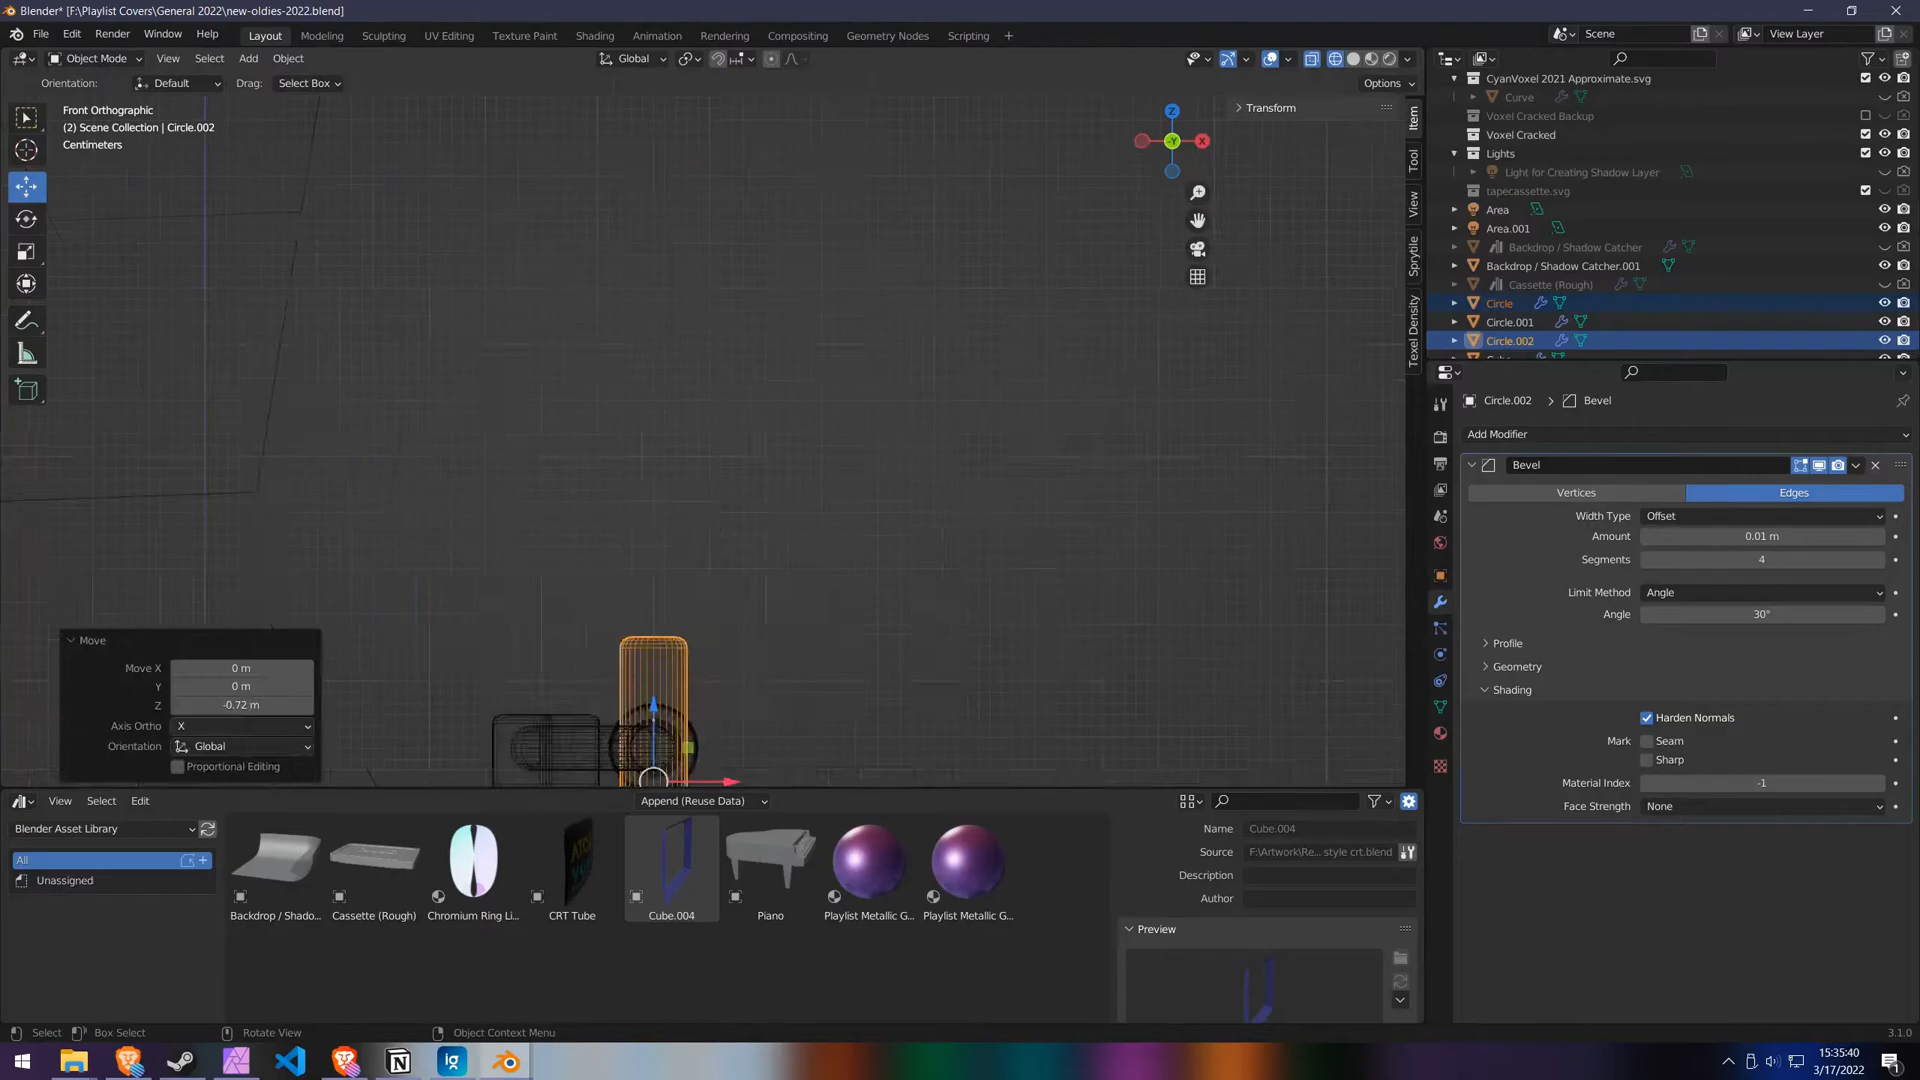 Blender* [F:\Playlist Covers\General 2022\new-oldies-2022.blend]
File Edit Render Window Help Layout Modeling Sculpting UV Editing Texture Paint Shading Animation Rendering Compositing Geometry Nodes Scripting + Scene View Layer
Object Mode View Select Add Object Global
Orientation: Default Drag: Select Box Options
Front Orthographic
(2) Scene Collection | Circle.002
Centimeters
Z
-Y
X
Transform
Item
Tool
View
Sprytile
Texel Density
CyanVoxel 2021 Approximate.svg
Curve
Voxel Cracked Backup
Voxel Cracked
Lights
Light for Creating Shadow Layer
tapecassette.svg
Area
Area.001
Backdrop / Shadow Catcher
Backdrop / Shadow Catcher.001
Cassette (Rough)
Circle
Circle.001
Circle.002
Circle.002 > Bevel
Add Modifier
Bevel
Vertices Edges
Width Type Offset
Amount 0.01 m
Segments 4
Limit Method Angle
Angle 30°
Profile
Geometry
Shading
Harden Normals
Mark Seam
Sharp
Material Index -1
Face Strength None
Move
Move X 0 m
Y 0 m
Z -0.72 m
Axis Ortho X
Orientation Global
Proportional Editing
View Select Edit Append (Reuse Data)
Blender Asset Library
All
Unassigned
Backdrop / Shado... Cassette (Rough) Chromium Ring Li... CRT Tube Cube.004 Piano Playlist Metallic G... Playlist Metallic G...
Name Cube.004
Source F:\Artwork\Re... style crt.blend
Description
Author
Preview
Select Box Select Rotate View Object Context Menu 3.1.0
15:35:40
3/17/2022
1